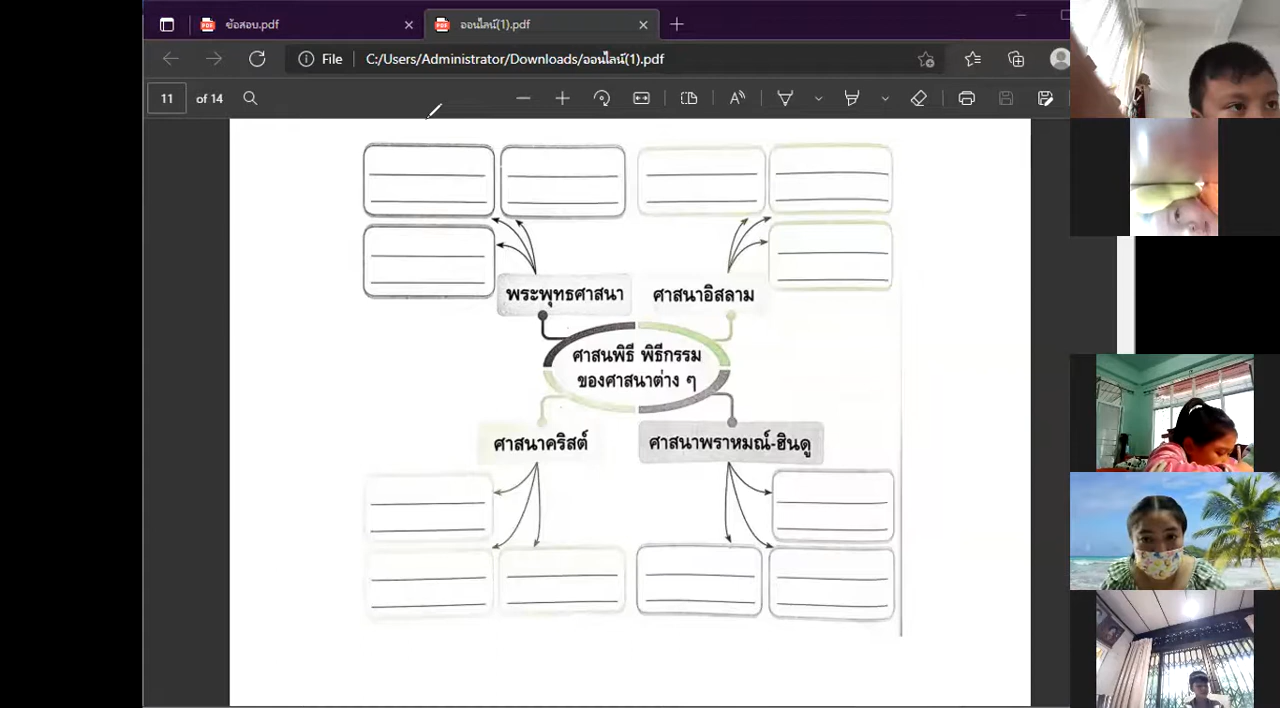 ข้อสอบ.pdf
ออนไลน์(1).pdf
File
C:/Users/Administrator/Downloads/ออนไลน์(1).pdf
11 of 14
พระพุทธศาสนา
ศาสนาอิสลาม
ศาสนพิธี พิธีกรรม
ของศาสนาต่าง ๆ
ศาสนาคริสต์
ศาสนาพราหมณ์-ฮินดู